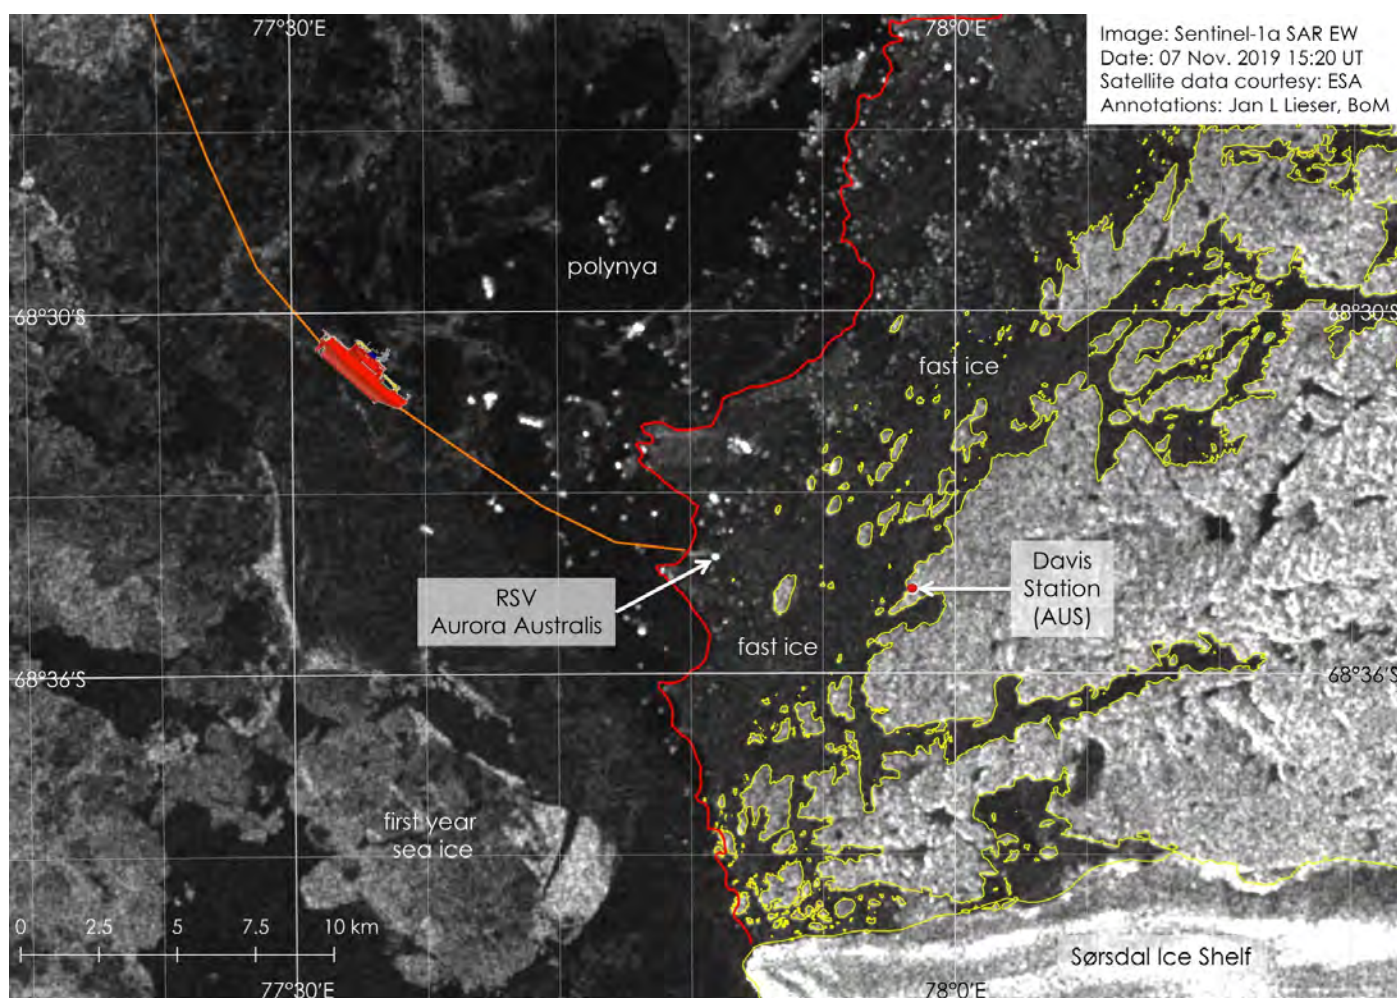 77°30'E
78°0'E
Image: Sentinel-1a SAR EW
Date: 07 Nov. 2019 15:20 UT
Satellite data courtesy: ESA
Annotations: Jan L Lieser, BoM
polynya
68°30'S
68°30'S
fast ice
RSV
Aurora Australis
Davis
Station
(AUS)
fast ice
68°36'S
68°36'S
first year
sea ice
0 2.5 5 7.5 10 km
Sørsdal Ice Shelf
77°30'E
78°0'E